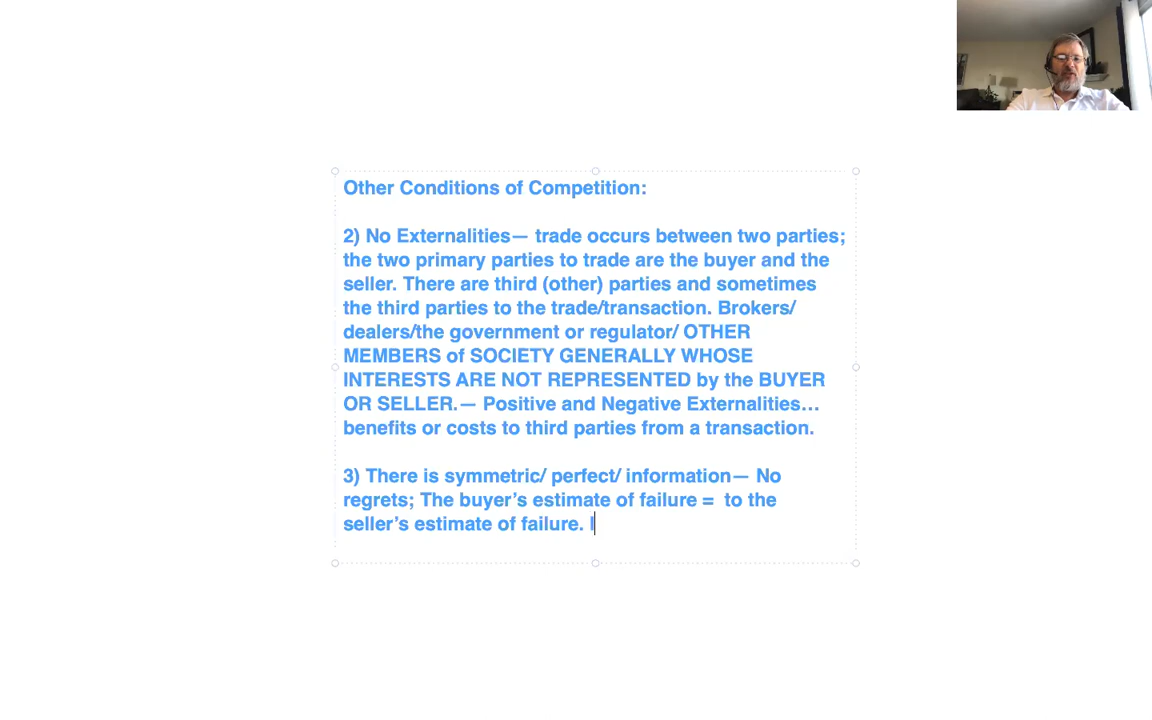 Other Conditions of Competition:
2) No Externalities— trade occurs between two parties;
the two primary parties to trade are the buyer and the
seller. There are third (other) parties and sometimes
the third parties to the trade/transaction. Brokers/
dealers/the government or regulator/ OTHER
MEMBERS of SOCIETY GENERALLY WHOSE
INTERESTS ARE NOT REPRESENTED by the BUYER
OR SELLER.— Positive and Negative Externalities…
benefits or costs to third parties from a transaction.
3) There is symmetric/ perfect/ information— No
regrets; The buyer’s estimate of failure =  to the
seller’s estimate of failure. I